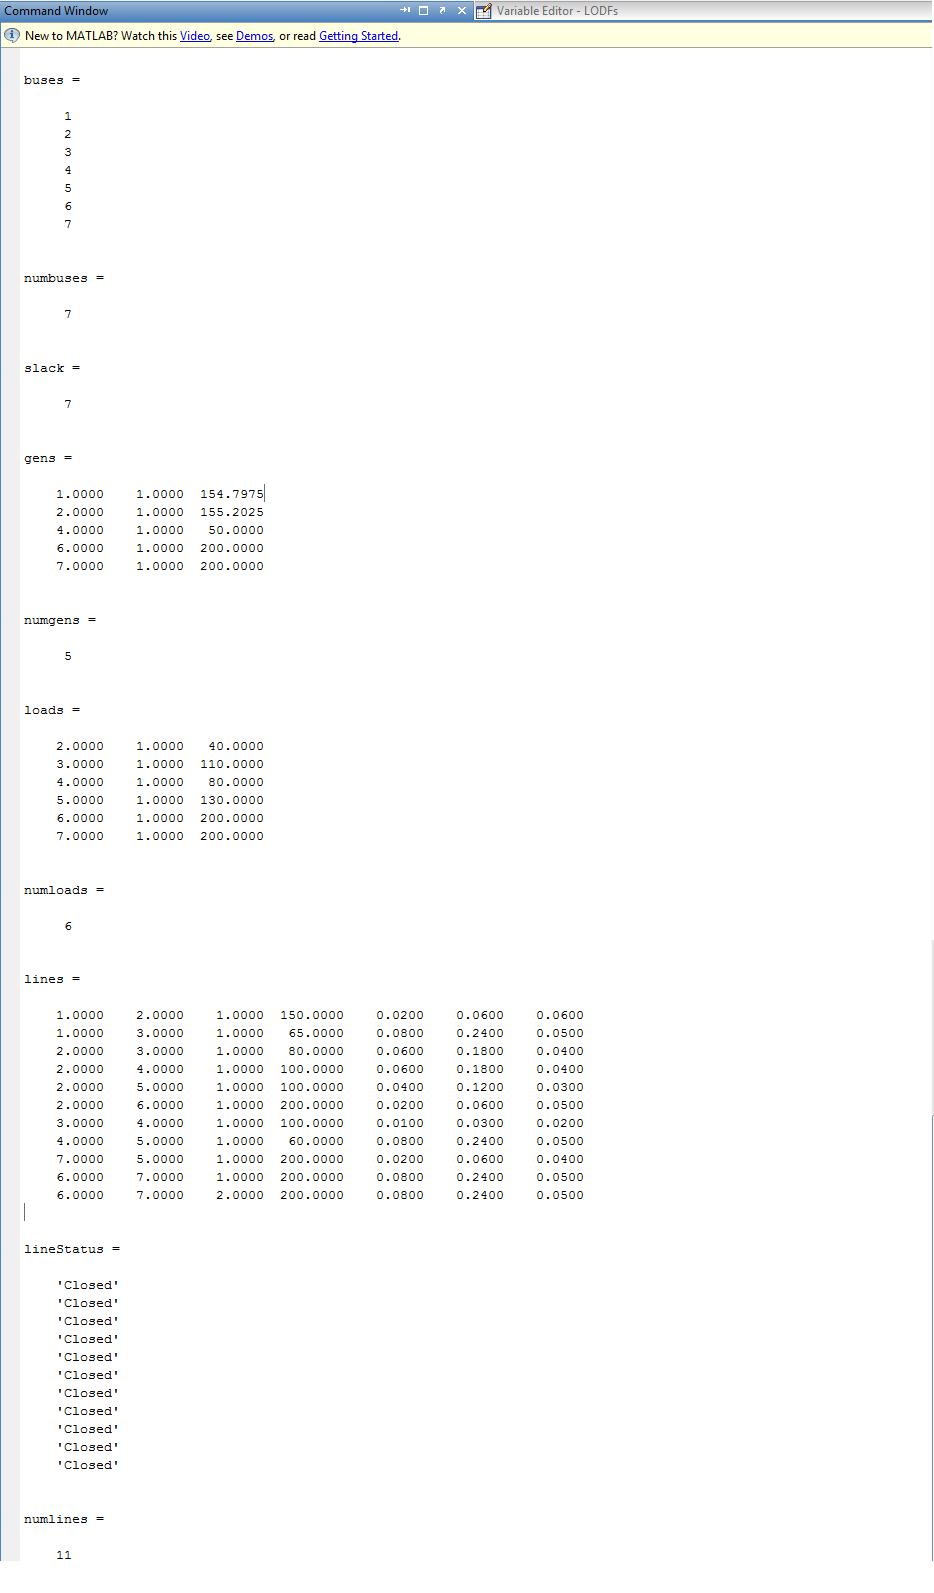 Command Window
Variable Editor - LODFs
New to MATLAB? Watch this Video, see Demos, or read Getting Started.
buses =
1
2
3
4
5
6
7
numbuses =
7
slack =
7
gens =
1.0000 1.0000 154.7975
2.0000 1.0000 155.2025
4.0000 1.0000 50.0000
6.0000 1.0000 200.0000
7.0000 1.0000 200.0000
numgens =
5
loads =
2.0000 1.0000 40.0000
3.0000 1.0000 110.0000
4.0000 1.0000 80.0000
5.0000 1.0000 130.0000
6.0000 1.0000 200.0000
7.0000 1.0000 200.0000
numloads =
6
lines =
1.0000 2.0000 1.0000 150.0000 0.0200 0.0600 0.0600
1.0000 3.0000 1.0000 65.0000 0.0800 0.2400 0.0500
2.0000 3.0000 1.0000 80.0000 0.0600 0.1800 0.0400
2.0000 4.0000 1.0000 100.0000 0.0600 0.1800 0.0400
2.0000 5.0000 1.0000 100.0000 0.0400 0.1200 0.0300
2.0000 6.0000 1.0000 200.0000 0.0200 0.0600 0.0500
3.0000 4.0000 1.0000 100.0000 0.0100 0.0300 0.0200
4.0000 5.0000 1.0000 60.0000 0.0800 0.2400 0.0500
7.0000 5.0000 1.0000 200.0000 0.0200 0.0600 0.0400
6.0000 7.0000 1.0000 200.0000 0.0800 0.2400 0.0500
6.0000 7.0000 2.0000 200.0000 0.0800 0.2400 0.0500
lineStatus =
'Closed'
'Closed'
'Closed'
'Closed'
'Closed'
'Closed'
'Closed'
'Closed'
'Closed'
'Closed'
'Closed'
numlines =
11